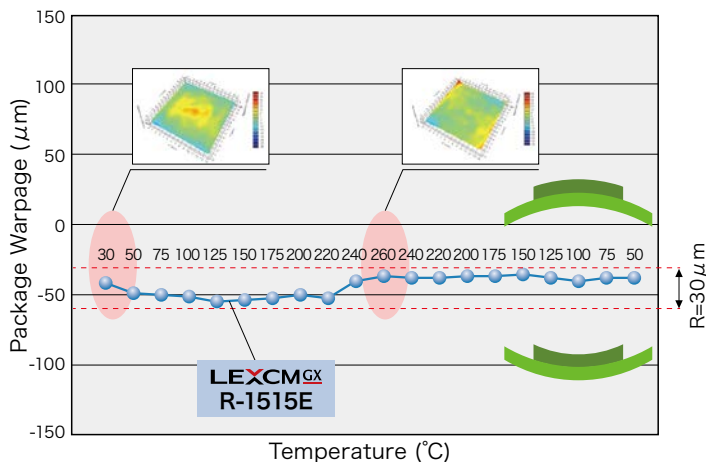 150
100
50
0
-50
-100
-150
Package Warpage (μm)
30 50 75 100 125 150 175 200 220 240 260 240 220 200 175 150 125 100 75 50
R=30μm
LEXCM GX
R-1515E
Temperature (℃)